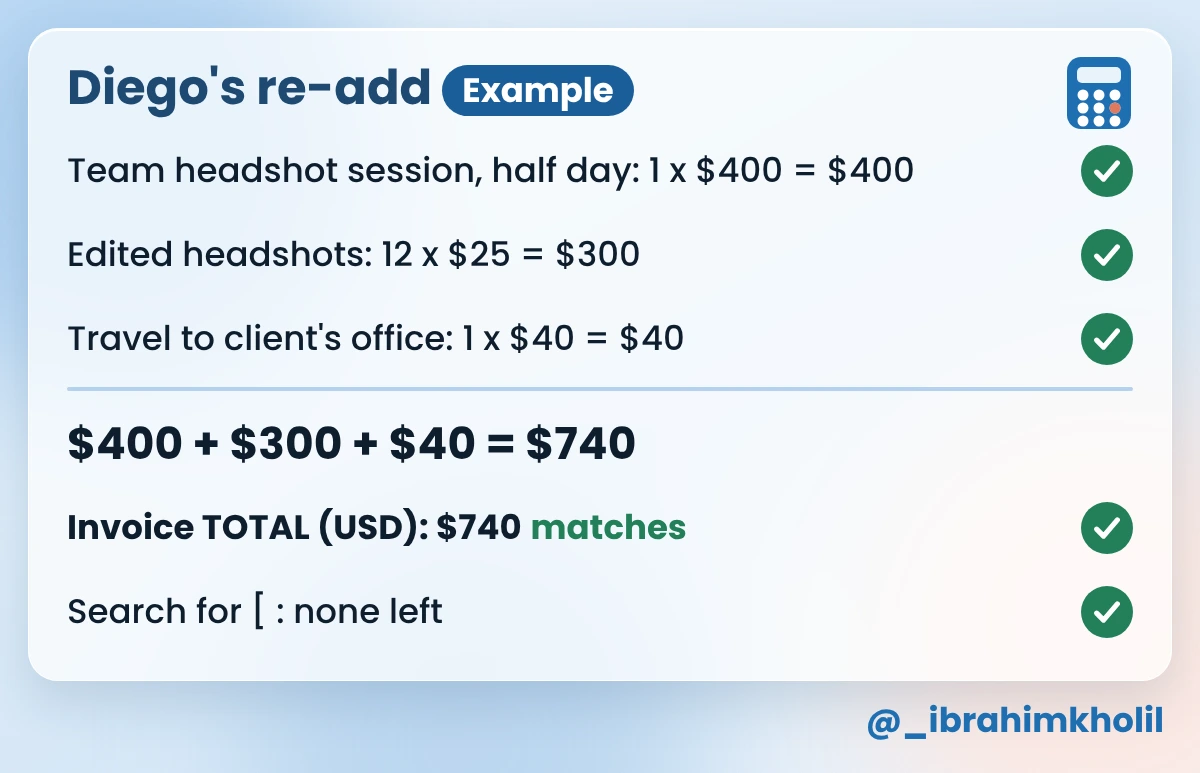 Diego's re-add Example
Team headshot session, half day: 1 x $400 = $400
Edited headshots: 12 x $25 = $300
Travel to client's office: 1 x $40 = $40
$400 + $300 + $40 = $740
Invoice TOTAL (USD): $740 matches
Search for [ : none left
@_ibrahimkholil